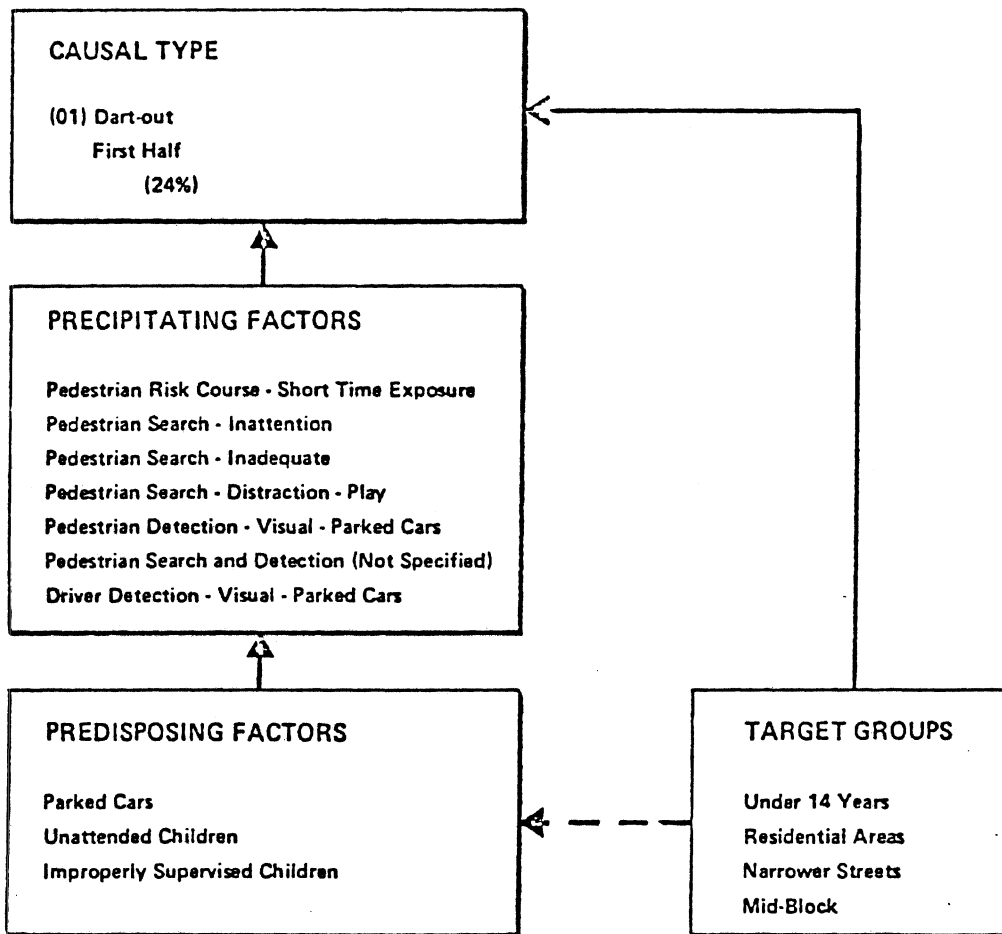 CAUSAL TYPE
(01) Dart-out
First Half
(24%)
PRECIPITATING FACTORS
Pedestrian Risk Course - Short Time Exposure
Pedestrian Search - Inattention
Pedestrian Search - Inadequate
Pedestrian Search - Distraction - Play
Pedestrian Detection - Visual - Parked Cars
Pedestrian Search and Detection (Not Specified)
Driver Detection - Visual - Parked Cars
PREDISPOSING FACTORS
Parked Cars
Unattended Children
Improperly Supervised Children
TARGET GROUPS
Under 14 Years
Residential Areas
Narrower Streets
Mid-Block